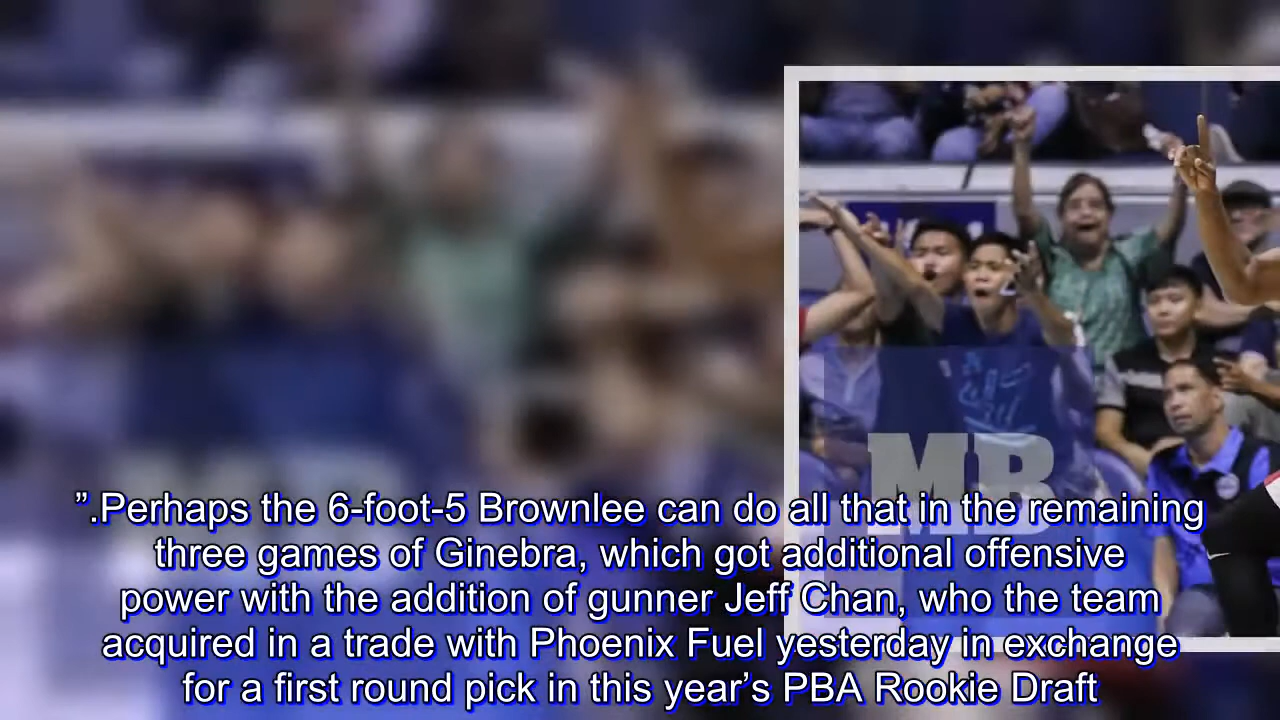 MB
”.Perhaps the 6-foot-5 Brownlee can do all that in the remaining
three games of Ginebra, which got additional offensive
power with the addition of gunner Jeff Chan, who the team
acquired in a trade with Phoenix Fuel yesterday in exchange
for a first round pick in this year’s PBA Rookie Draft